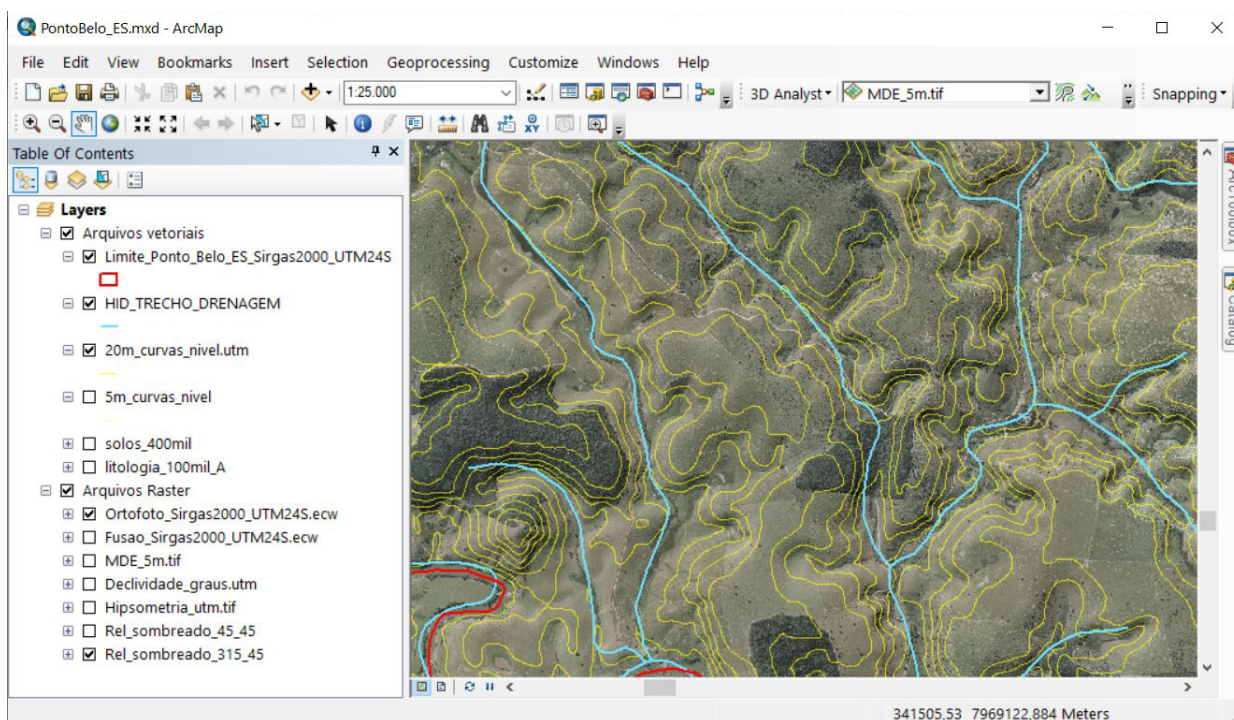 PontoBelo_ES.mxd - ArcMap
File Edit View Bookmarks Insert Selection Geoprocessing Customize Windows Help
1:25.000 3D Analyst MDE_5m.tif Snapping
XY
Table Of Contents
Layers
Arquivos vetoriais
Limite_Ponto_Belo_ES_Sirgas2000_UTM24S
HID_TRECHO_DRENAGEM
20m_curvas_nivel.utm
5m_curvas_nivel
solos_400mil
litologia_100mil_A
Arquivos Raster
Ortofoto_Sirgas2000_UTM24S.ecw
Fusao_Sirgas2000_UTM24S.ecw
MDE_5m.tif
Declividade_graus.utm
Hipsometria_utm.tif
Rel_sombreado_45_45
Rel_sombreado_315_45
ArcToolbox
Catalog
341505,53 7969122,884 Meters